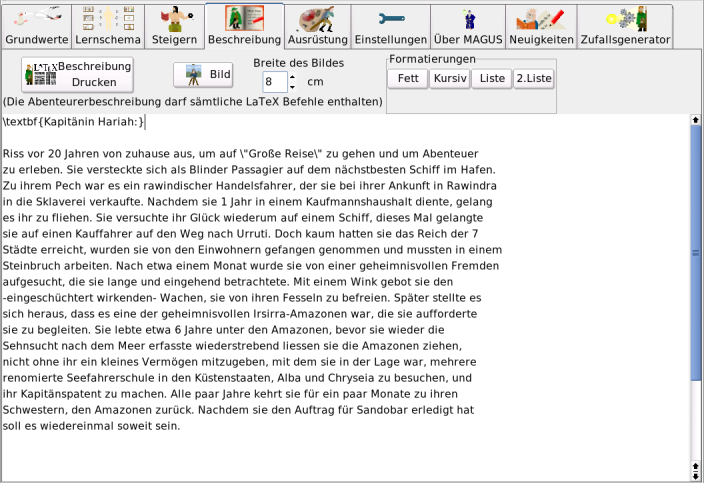 Grundwerte Lernschema Steigern Beschreibung Ausrüstung Einstellungen Über MAGUS Neuigkeiten Zufallsgenerator
LATEX Beschreibung
Drucken
Bild
Breite des Bildes
8 cm
Formatierungen
Fett Kursiv Liste 2.Liste
(Die Abenteurerbeschreibung darf sämtliche LaTeX Befehle enthalten)
\textbf{Kapitänin Hariah:}
Riss vor 20 Jahren von zuhause aus, um auf \"Große Reise\" zu gehen und um Abenteuer
zu erleben. Sie versteckte sich als Blinder Passagier auf dem nächstbesten Schiff im Hafen.
Zu ihrem Pech war es ein rawindischer Handelsfahrer, der sie bei ihrer Ankunft in Rawindra
in die Sklaverei verkaufte. Nachdem sie 1 Jahr in einem Kaufmannshaushalt diente, gelang
es ihr zu fliehen. Sie versuchte ihr Glück wiederum auf einem Schiff, dieses Mal gelangte
sie auf einen Kauffahrer auf den Weg nach Urruti. Doch kaum hatten sie das Reich der 7
Städte erreicht, wurden sie von den Einwohnern gefangen genommen und mussten in einem
Steinbruch arbeiten. Nach etwa einem Monat wurde sie von einer geheimnisvollen Fremden
aufgesucht, die sie lange und eingehend betrachtete. Mit einem Wink gebot sie den
-eingeschüchtert wirkenden- Wachen, sie von ihren Fesseln zu befreien. Später stellte es
sich heraus, dass es eine der geheimnisvollen Irsirra-Amazonen war, die sie aufforderte
sie zu begleiten. Sie lebte etwa 6 Jahre unter den Amazonen, bevor sie wieder die
Sehnsucht nach dem Meer erfasste wiederstrebend liessen sie die Amazonen ziehen,
nicht ohne ihr ein kleines Vermögen mitzugeben, mit dem sie in der Lage war, mehrere
renomierte Seefahrerschule in den Küstenstaaten, Alba und Chryseia zu besuchen, und
ihr Kapitänspatent zu machen. Alle paar Jahre kehrt sie für ein paar Monate zu ihren
Schwestern, den Amazonen zurück. Nachdem sie den Auftrag für Sandobar erledigt hat
soll es wiedereinmal soweit sein.